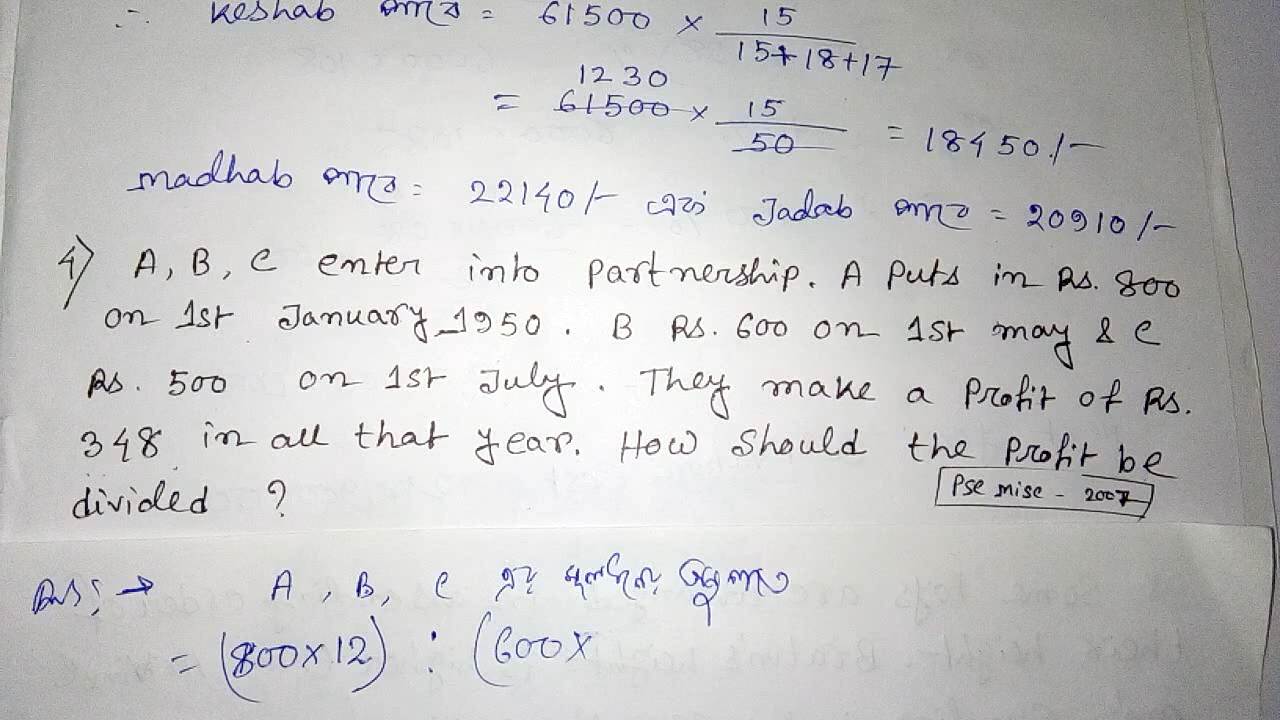 ∴ Keshab পাবে = 61500 × 15/(15+18+17)
1230
= 61500 × 15/50 = 18450/-
Madhab পাবে = 22140/- এবং Jadab পাবে = 20910/-
4) A, B, C enter into partnership. A puts in Rs. 800
on 1st January 1950. B Rs. 600 on 1st may & C
Rs. 500 on 1st July. They make a Profit of Rs.
348 in all that year. How should the profit be
divided ?
PSC misc - 2007
Ans: → A, B, C এর মূলধনের অনুপাত
= (800×12) : (600×